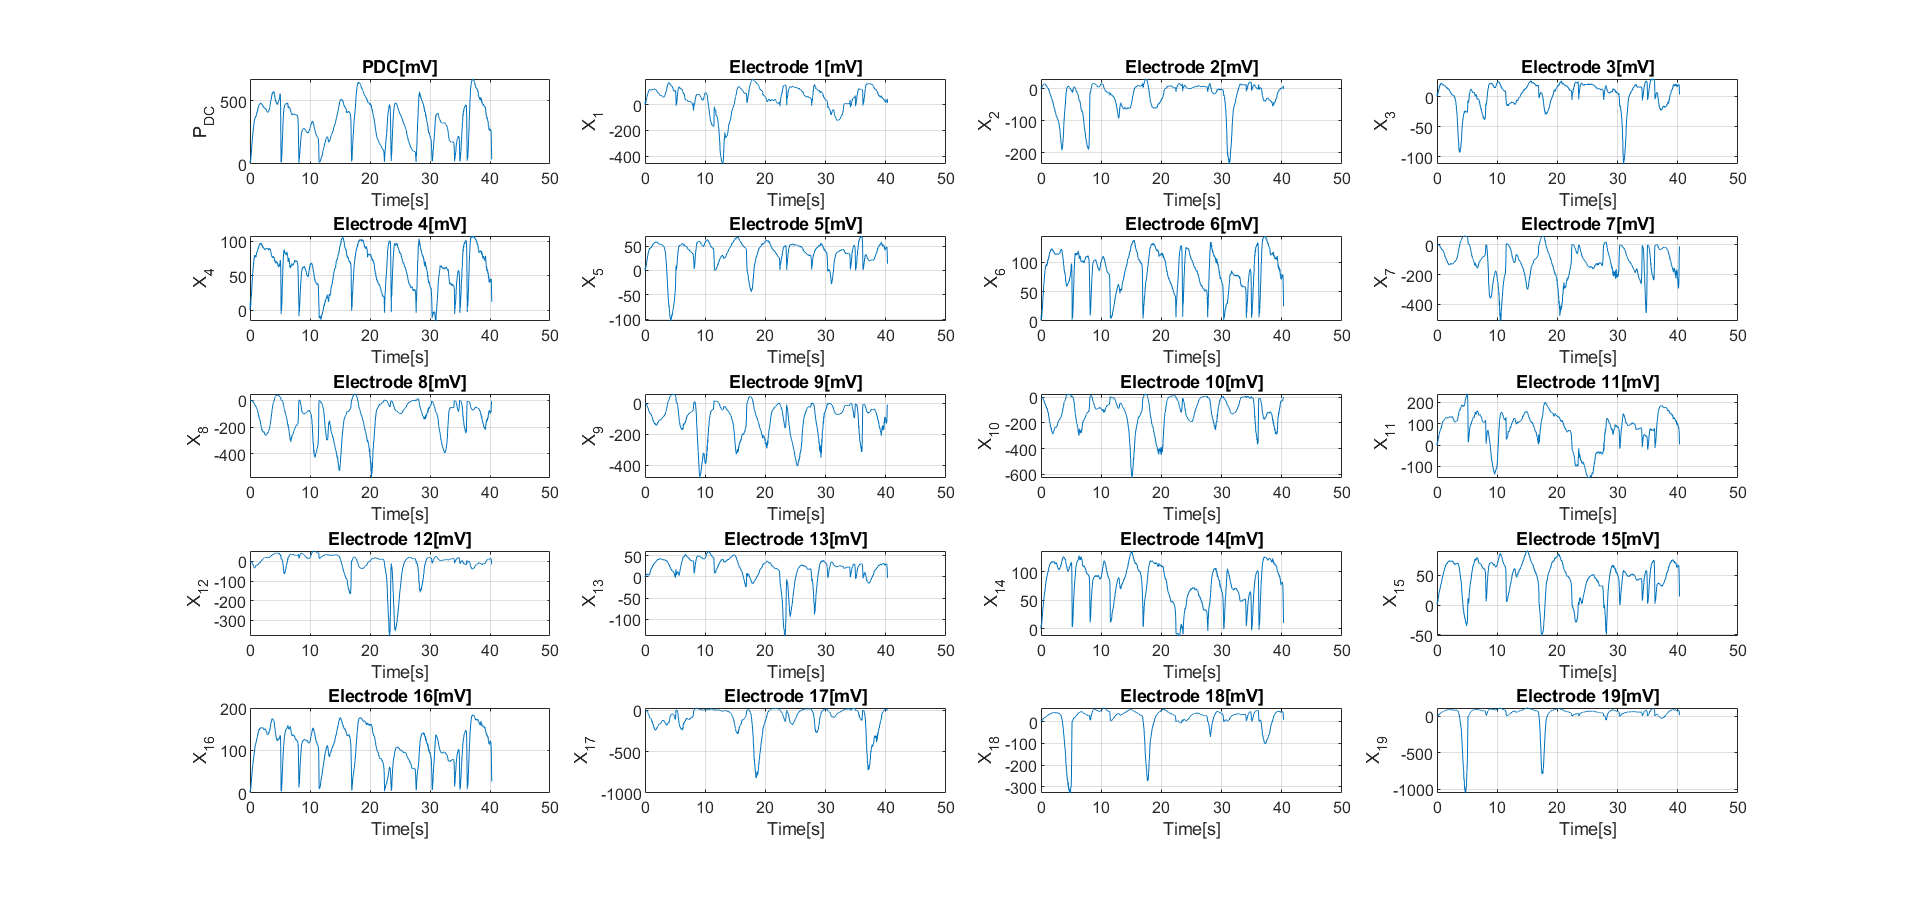 PDC[mV] Electrode 1[mV] Electrode 2[mV] Electrode 3[mV]
P_DC 500 0 X_1 0 -200 -400 X_2 0 -100 -200 X_3 0 -50 -100
0 10 20 30 40 50 0 10 20 30 40 50 0 10 20 30 40 50 0 10 20 30 40 50
Time[s] Time[s] Time[s] Time[s]
Electrode 4[mV] Electrode 5[mV] Electrode 6[mV] Electrode 7[mV]
X_4 100 50 0 X_5 50 0 -50 -100 X_6 100 50 0 X_7 0 -200 -400
0 10 20 30 40 50 0 10 20 30 40 50 0 10 20 30 40 50 0 10 20 30 40 50
Time[s] Time[s] Time[s] Time[s]
Electrode 8[mV] Electrode 9[mV] Electrode 10[mV] Electrode 11[mV]
X_8 0 -200 -400 X_9 0 -200 -400 X_10 0 -200 -400 -600 X_11 200 100 0 -100
0 10 20 30 40 50 0 10 20 30 40 50 0 10 20 30 40 50 0 10 20 30 40 50
Time[s] Time[s] Time[s] Time[s]
Electrode 12[mV] Electrode 13[mV] Electrode 14[mV] Electrode 15[mV]
X_12 0 -100 -200 -300 X_13 50 0 -50 -100 X_14 100 50 0 X_15 50 0 -50
0 10 20 30 40 50 0 10 20 30 40 50 0 10 20 30 40 50 0 10 20 30 40 50
Time[s] Time[s] Time[s] Time[s]
Electrode 16[mV] Electrode 17[mV] Electrode 18[mV] Electrode 19[mV]
X_16 200 100 0 X_17 0 -500 -1000 X_18 0 -100 -200 -300 X_19 0 -500 -1000
0 10 20 30 40 50 0 10 20 30 40 50 0 10 20 30 40 50 0 10 20 30 40 50
Time[s] Time[s] Time[s] Time[s]